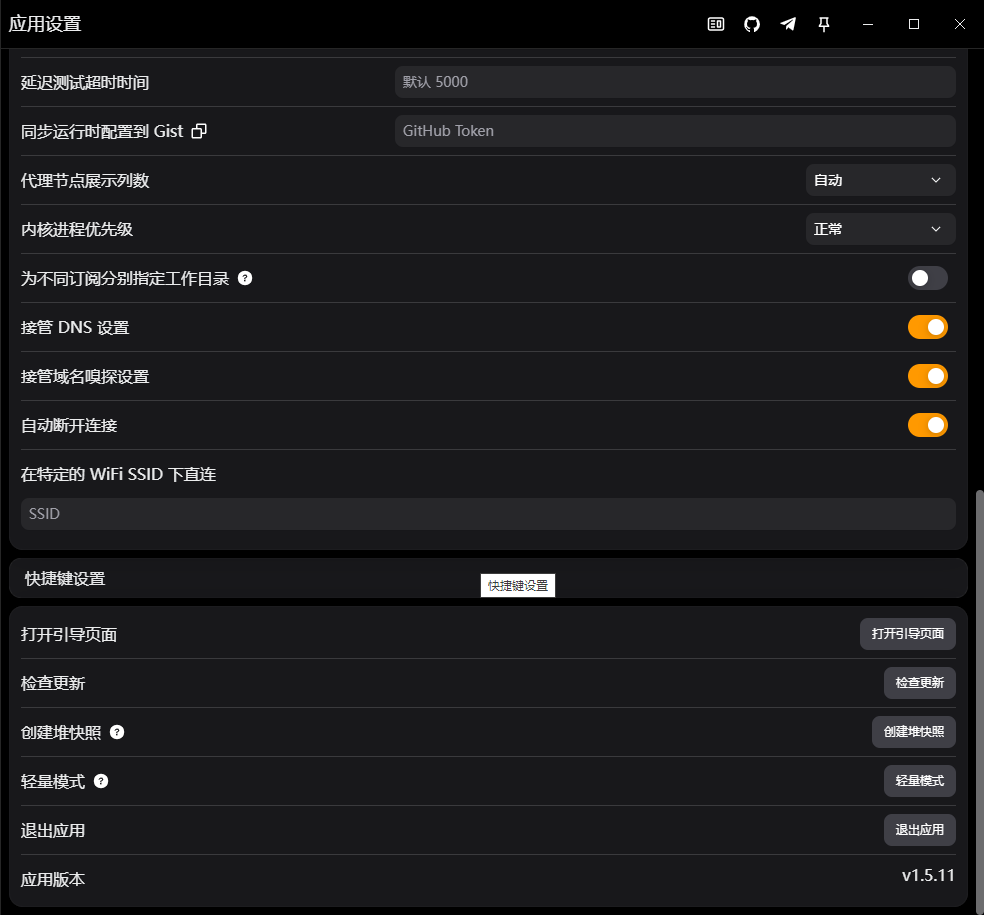 应用设置
延迟测试超时时间
默认 5000
同步运行时配置到 Gist
GitHub Token
代理节点展示列数
自动
内核进程优先级
正常
为不同订阅分别指定工作目录
接管 DNS 设置
接管域名嗅探设置
自动断开连接
在特定的 WiFi SSID 下直连
SSID
快捷键设置
快捷键设置
打开引导页面
打开引导页面
检查更新
检查更新
创建堆快照
创建堆快照
轻量模式
轻量模式
退出应用
退出应用
应用版本
v1.5.11